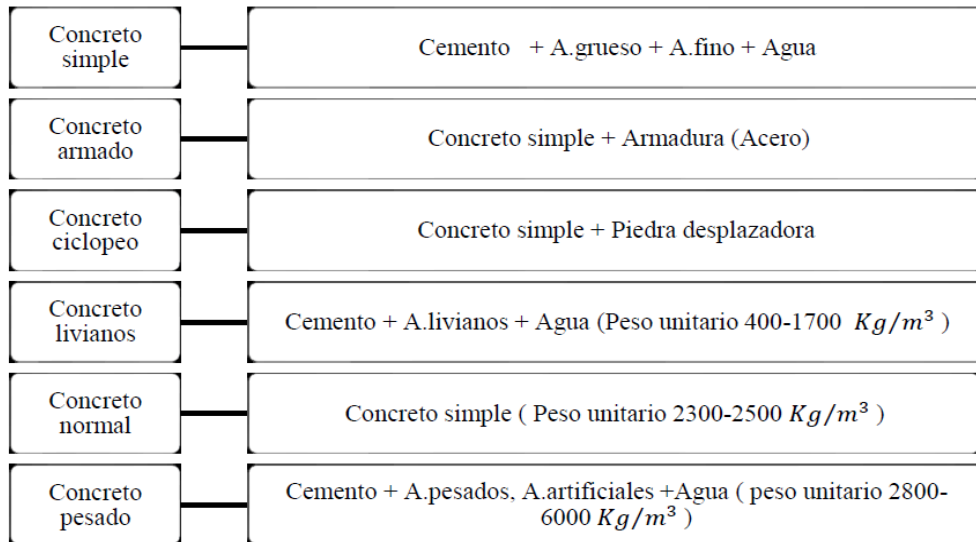 Concreto
simple
Cemento + A.grueso + A.fino + Agua
Concreto
armado
Concreto simple + Armadura (Acero)
Concreto
ciclopeo
Concreto simple + Piedra desplazadora
Concreto
livianos
Cemento + A.livianos + Agua (Peso unitario 400-1700 Kg/m³ )
Concreto
normal
Concreto simple ( Peso unitario 2300-2500 Kg/m³ )
Concreto
pesado
Cemento + A.pesados, A.artificiales +Agua ( peso unitario 2800-
6000 Kg/m³ )